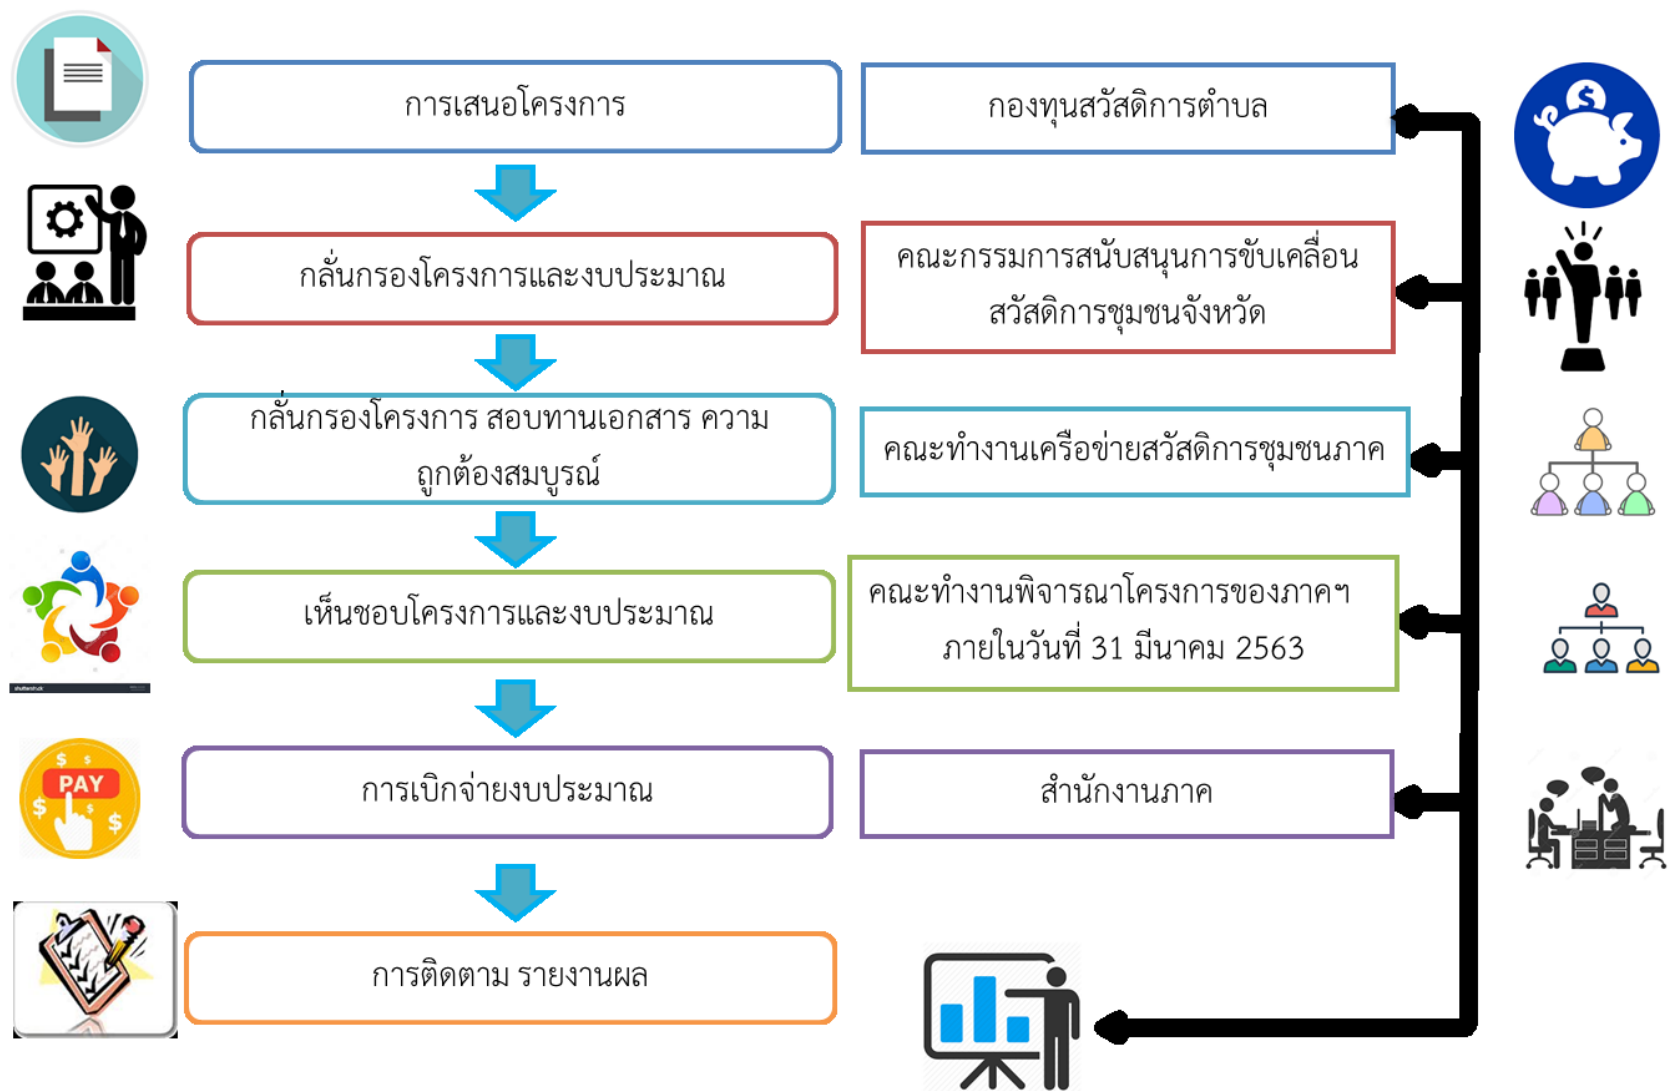 การเสนอโครงการ
กองทุนสวัสดิการตำบล
กลั่นกรองโครงการและงบประมาณ
คณะกรรมการสนับสนุนการขับเคลื่อน
สวัสดิการชุมชนจังหวัด
กลั่นกรองโครงการ สอบทานเอกสาร ความ
ถูกต้องสมบูรณ์
คณะทำงานเครือข่ายสวัสดิการชุมชนภาค
เห็นชอบโครงการและงบประมาณ
คณะทำงานพิจารณาโครงการของภาคฯ
ภายในวันที่ 31 มีนาคม 2563
PAY
การเบิกจ่ายงบประมาณ
สำนักงานภาค
การติดตาม รายงานผล